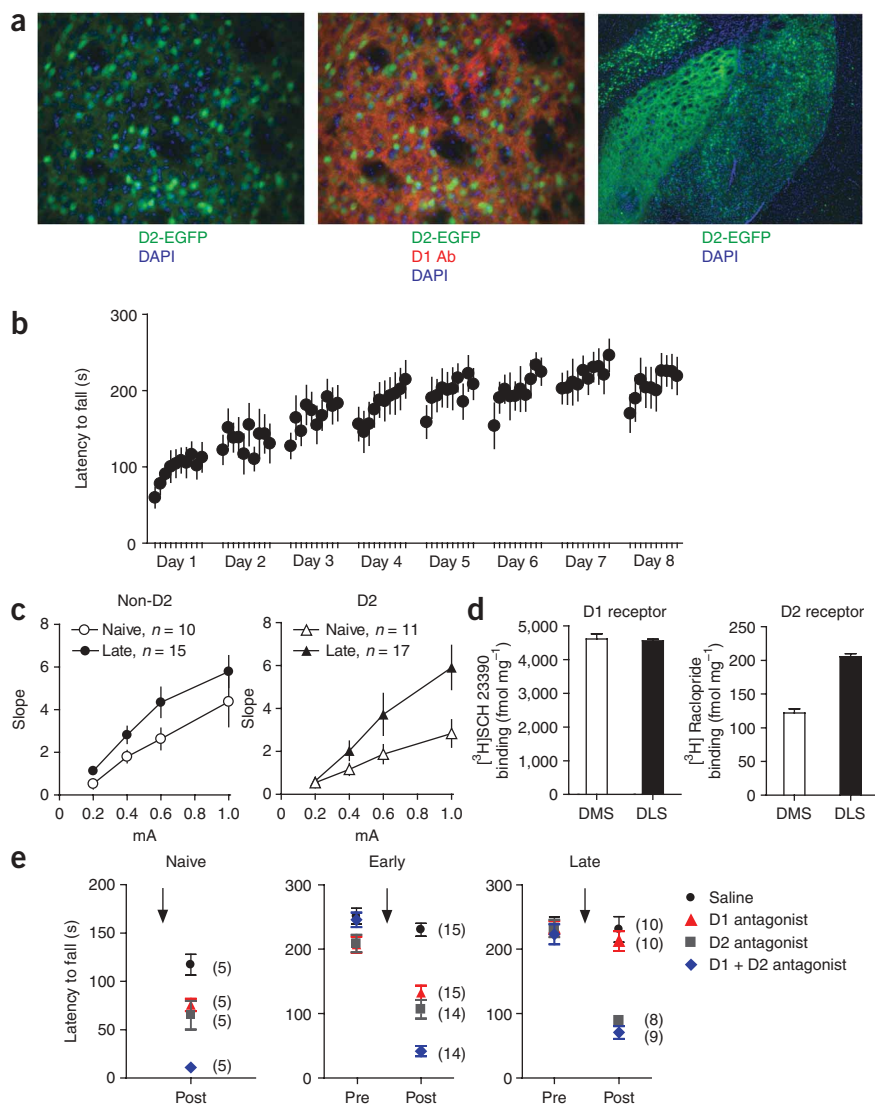 a
D2-EGFP
DAPI
D2-EGFP
D1 Ab
DAPI
D2-EGFP
DAPI
b
Latency to fall (s)
300
200
100
0
Day 1 Day 2 Day 3 Day 4 Day 5 Day 6 Day 7 Day 8
c
Non-D2
Naive, n = 10
Late, n = 15
Slope
8
6
4
2
0
0 0.2 0.4 0.6 0.8 1.0
mA
D2
Naive, n = 11
Late, n = 17
Slope
8
6
4
2
0
0 0.2 0.4 0.6 0.8 1.0
mA
d
D1 receptor
[³H]SCH 23390
binding (fmol mg⁻¹)
5,000
4,000
3,000
2,000
1,000
0
DMS DLS
D2 receptor
[³H] Raclopride
binding (fmol mg⁻¹)
250
200
150
100
50
0
DMS DLS
e
Naive
Latency to fall (s)
200
150
100
50
0
(5)
(5)
(5)
(5)
Post
Early
300
200
100
0
(15)
(15)
(14)
(14)
Pre Post
Late
300
200
100
0
(10)
(10)
(8)
(9)
Pre Post
Saline
D1 antagonist
D2 antagonist
D1 + D2 antagonist